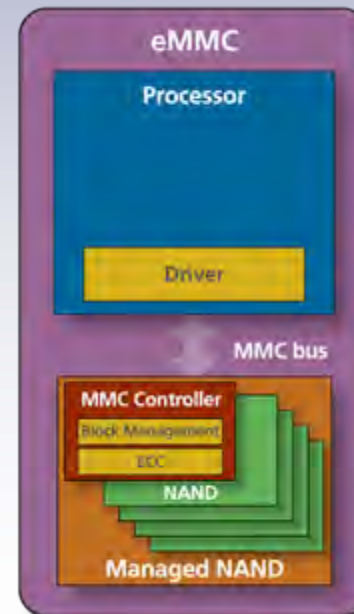 eMMC
Processor
Driver
MMC bus
MMC Controller
Block Management
ECC
NAND
Managed NAND